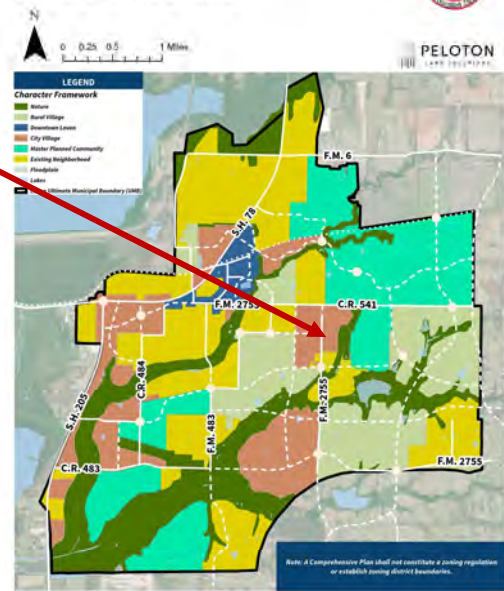 N
0 0.25 0.5 1 Miles
PELOTON
LAND SOLUTIONS
LEGEND
Character Framework
Nature
Rural Village
Downtown Lavon
City Village
Master Planned Community
Existing Neighborhood
Floodplain
Lakes
Ultimate Municipal Boundary (UMB)
F.M. 6
S.H. 78
F.M. 2755
C.R. 541
C.R. 484
S.H. 205
F.M. 483
F.M. 2755
C.R. 483
F.M. 2755
Note: A Comprehensive Plan shall not constitute a zoning regulation
or establish zoning district boundaries.